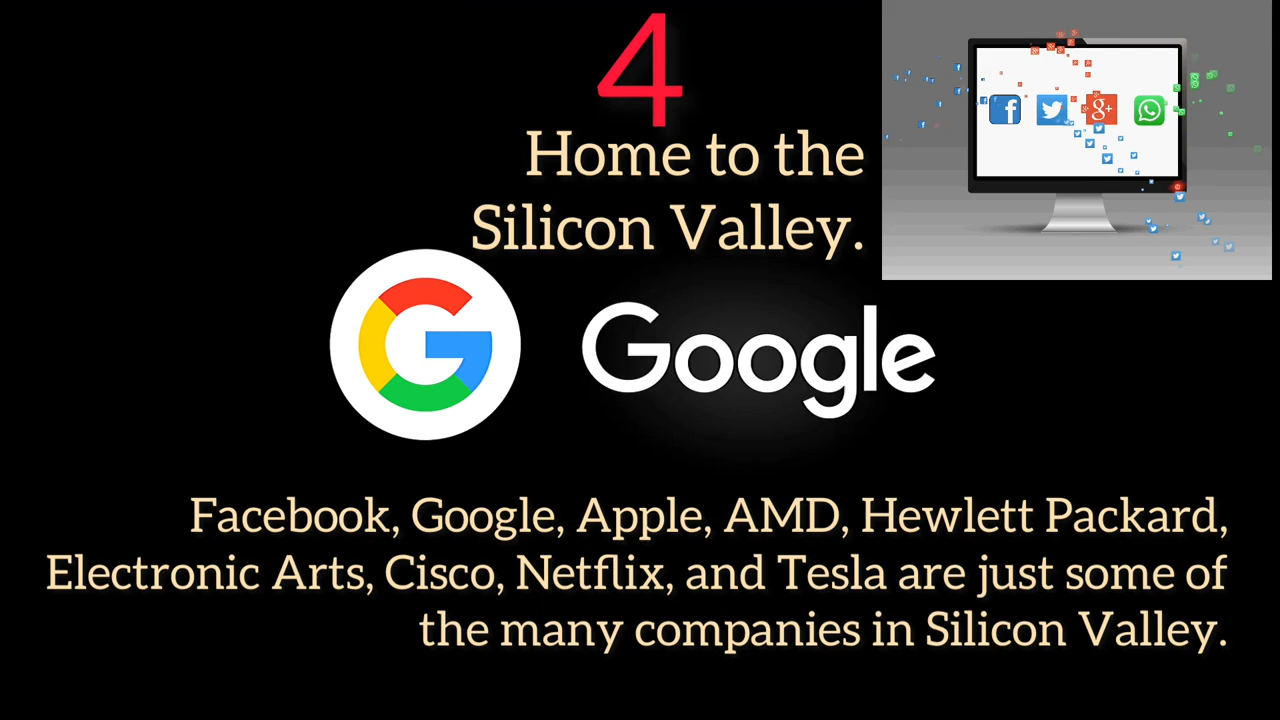 4
Home to the
Silicon Valley.
f
g+
G
Google
Facebook, Google, Apple, AMD, Hewlett Packard,
Electronic Arts, Cisco, Netflix, and Tesla are just some of
the many companies in Silicon Valley.